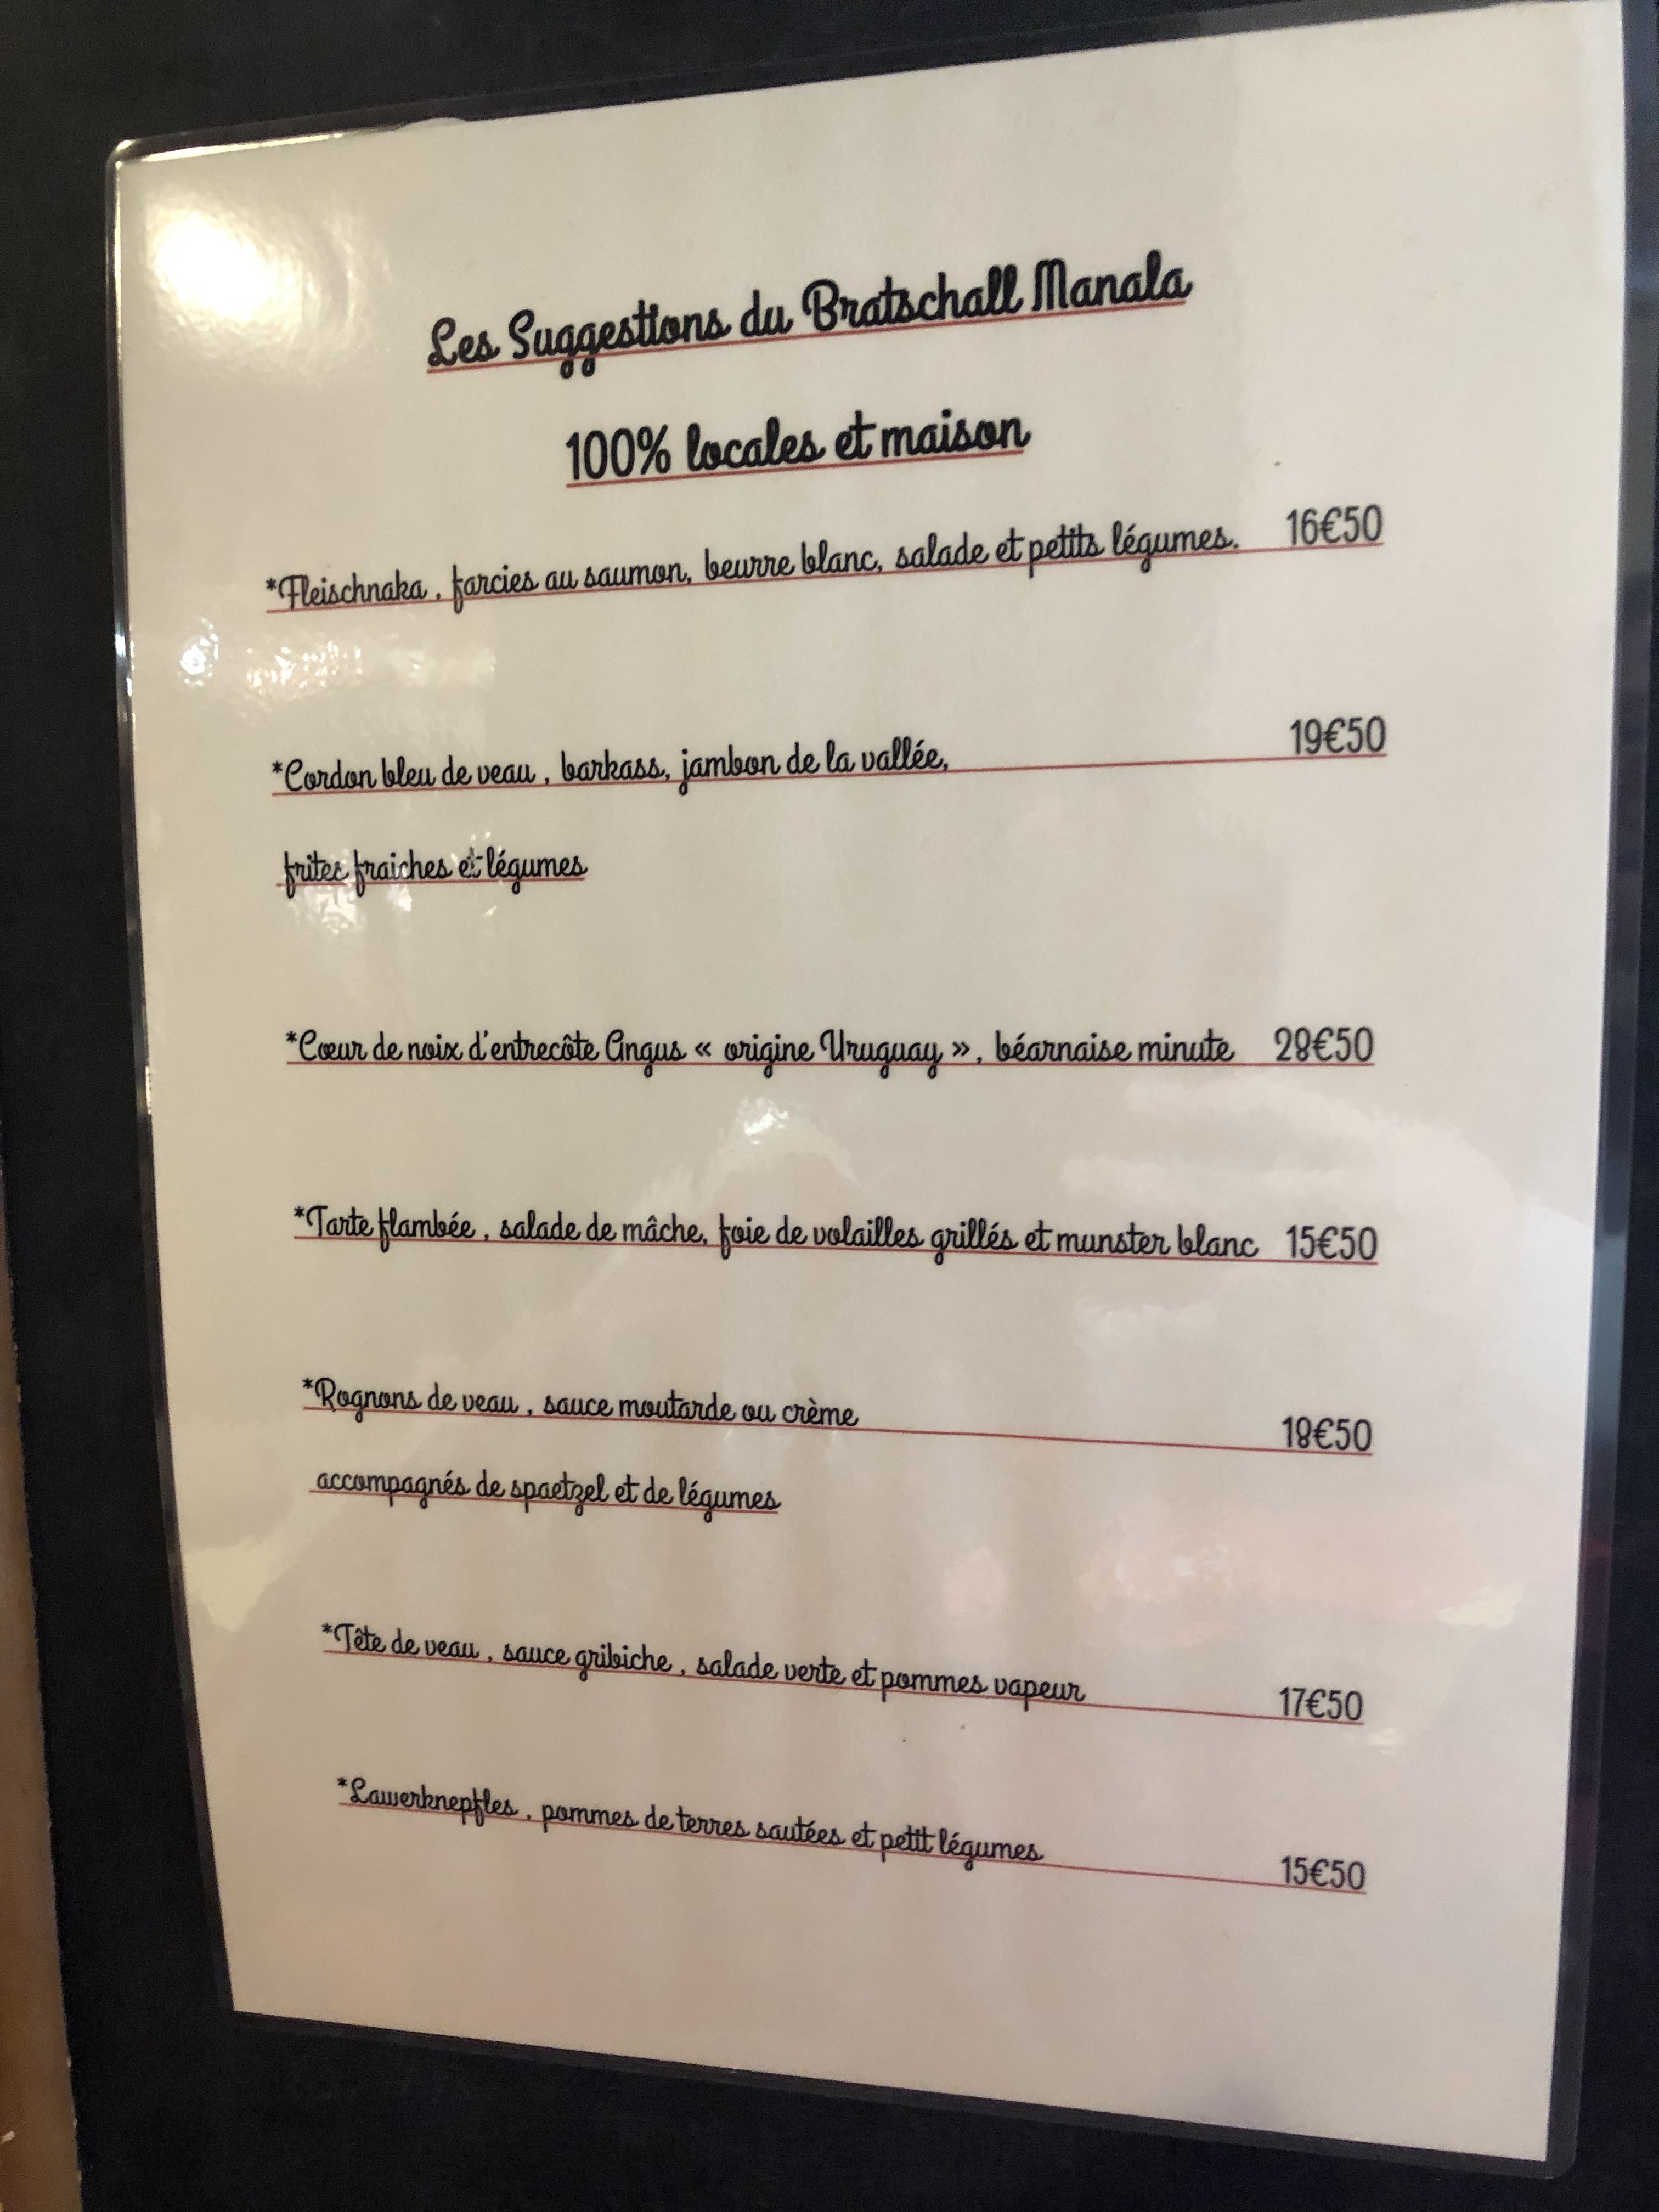 Les Suggestions du Bratschall Manala
100% locales et maison
*Fleischnaka , farcies au saumon, beurre blanc, salade et petits légumes. 16€50
*Cordon bleu de veau , barkass, jambon de la vallée, 19€50
frites fraiches et légumes
*Cœur de noix d'entrecôte Angus « origine Uruguay » , béarnaise minute 28€50
*Tarte flambée , salade de mâche, foie de volailles grillés et munster blanc 15€50
*Rognons de veau , sauce moutarde ou crème 18€50
accompagnés de spaetzel et de légumes
*Tête de veau , sauce gribiche , salade verte et pommes vapeur 17€50
*Lawerknepfles , pommes de terres sautées et petit légumes 15€50